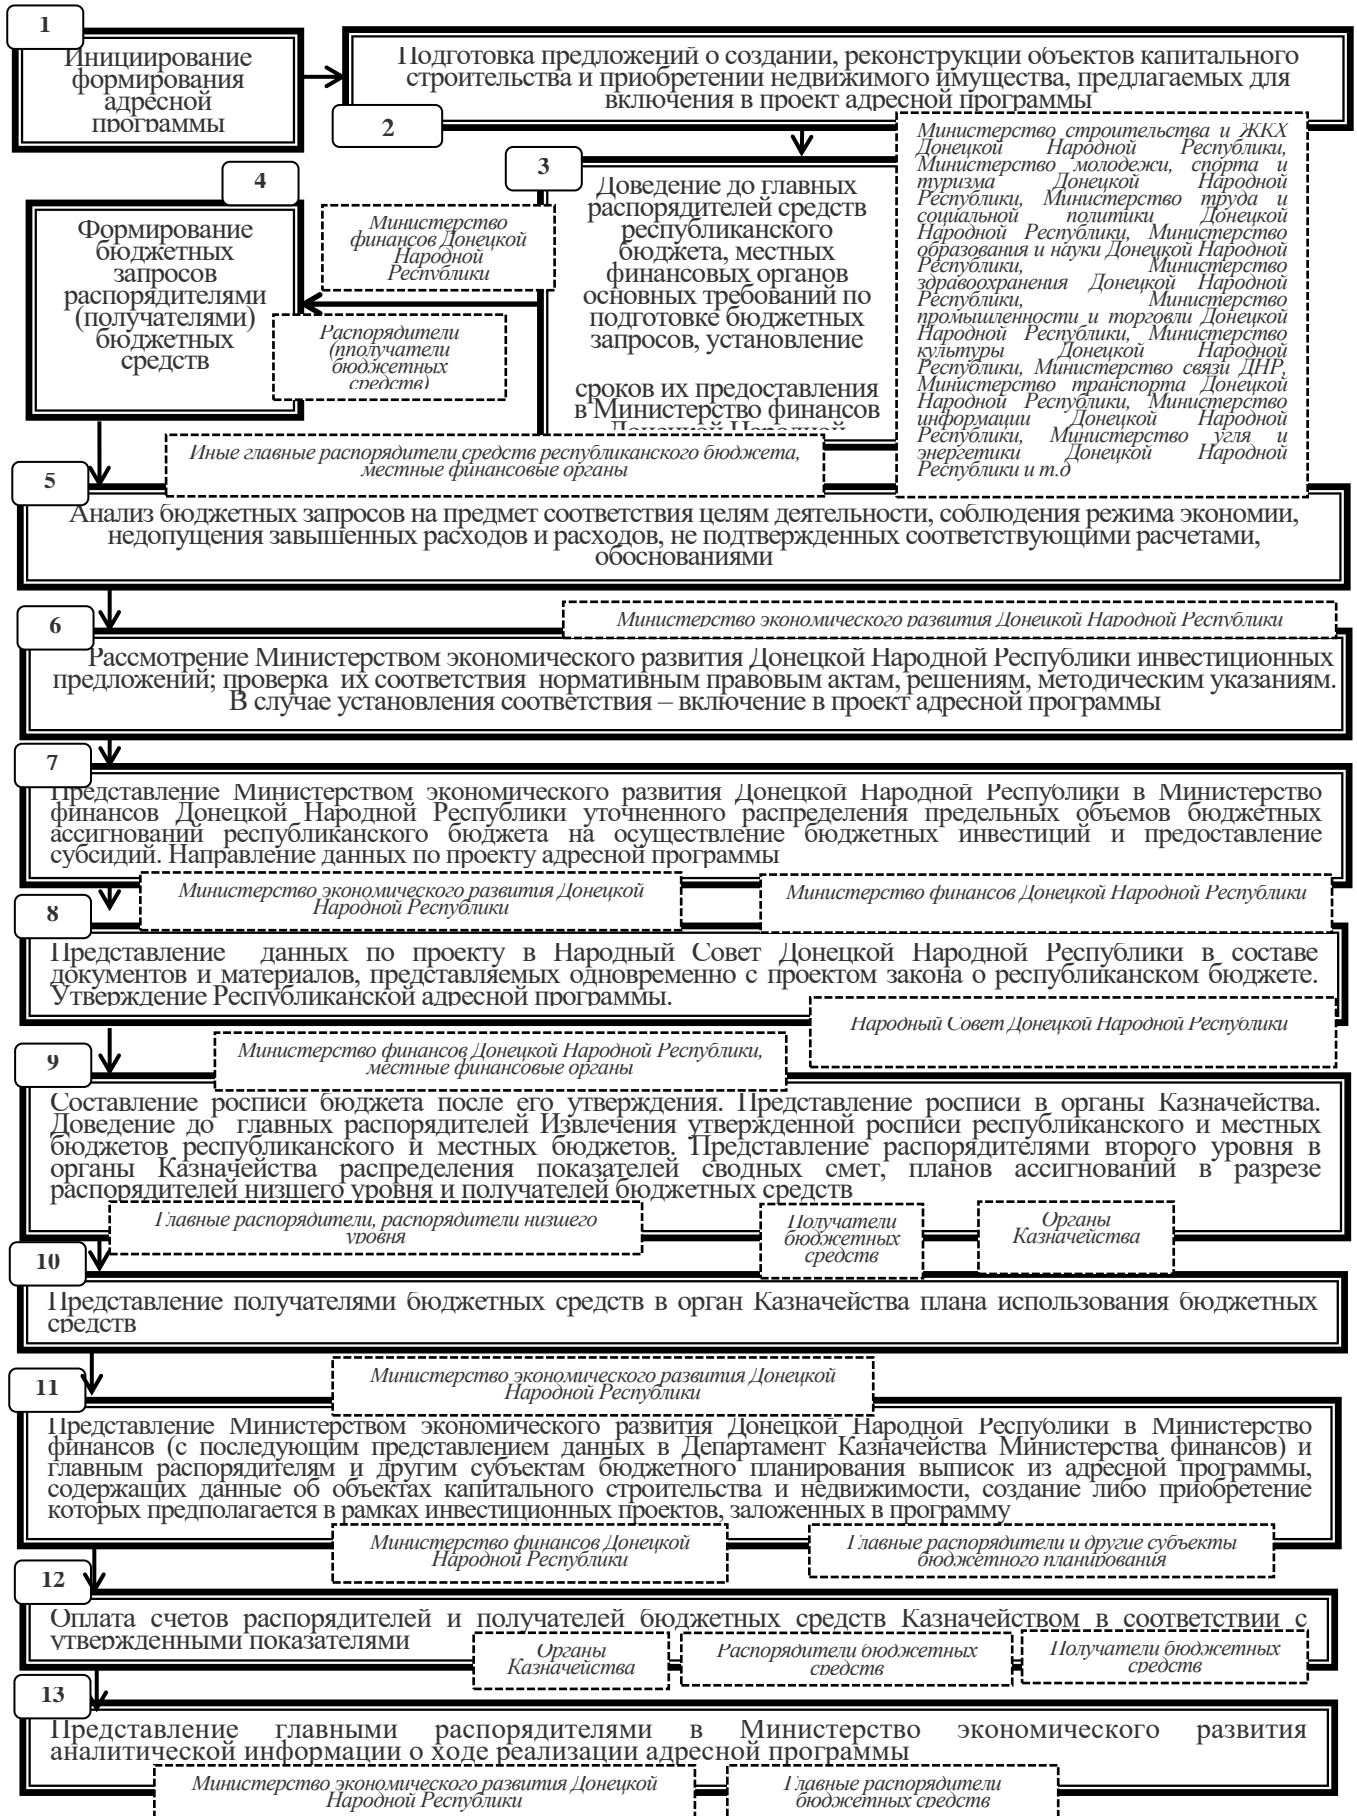 1
Инициирование
формирования
адресной
программы
Подготовка предложений о создании, реконструкции объектов капитального
строительства и приобретении недвижимого имущества, предлагаемых для
включения в проект адресной программы
2
Министерство строительства и ЖКХ
Донецкой Народной Республики,
Министерство молодежи, спорта и
туризма Донецкой Народной
Республики, Министерство труда и
социальной политики Донецкой
Народной Республики, Министерство
образования и науки Донецкой Народной
Республики, Министерство
здравоохранения Донецкой Народной
Республики, Министерство
промышленности и торговли Донецкой
Народной Республики, Министерство
культуры Донецкой Народной
Республики, Министерство связи ДНР,
Министерство транспорта Донецкой
Народной Республики, Министерство
информации Донецкой Народной
Республики, Министерство угля и
энергетики Донецкой Народной
Республики и т.д
3
Доведение до главных
распорядителей средств
республиканского
бюджета, местных
финансовых органов
основных требований по
подготовке бюджетных
запросов, установление
сроков их предоставления
в Министерство финансов
Донецкой Народной
Министерство
финансов Донецкой
Народной
Республики
4
Формирование
бюджетных
запросов
распорядителями
(получателями)
бюджетных
средств
Распорядители
(пполучатели
бюджетных
средств)
Иные главные распорядители средств республиканского бюджета,
местные финансовые органы
5
Анализ бюджетных запросов на предмет соответствия целям деятельности, соблюдения режима экономии,
недопущения завышенных расходов и расходов, не подтвержденных соответствующими расчетами,
обоснованиями
6
Министерство экономического развития Донецкой Народной Республики
Рассмотрение Министерством экономического развития Донецкой Народной Республики инвестиционных
предложений; проверка их соответствия нормативным правовым актам, решениям, методическим указаниям.
В случае установления соответствия – включение в проект адресной программы
7
Представление Министерством экономического развития Донецкой Народной Республики в Министерство
финансов Донецкой Народной Республики уточненного распределения предельных объемов бюджетных
ассигнований республиканского бюджета на осуществление бюджетных инвестиций и предоставление
субсидий. Направление данных по проекту адресной программы
Министерство экономического развития Донецкой
Народной Республики
Министерство финансов Донецкой Народной Республики
8
Представление данных по проекту в Народный Совет Донецкой Народной Республики в составе
документов и материалов, представляемых одновременно с проектом закона о республиканском бюджете.
Утверждение Республиканской адресной программы.
Народный Совет Донецкой Народной Республики
9
Министерство финансов Донецкой Народной Республики,
местные финансовые органы
Составление росписи бюджета после его утверждения. Представление росписи в органы Казначейства.
Доведение до главных распорядителей Извлечения утвержденной росписи республиканского и местных
бюджетов республиканского и местных бюджетов. Представление распорядителями второго уровня в
органы Казначейства распределения показателей сводных смет, планов ассигнований в разрезе
распорядителей низшего уровня и получателей бюджетных средств
Главные распорядители, распорядители низшего
уровня
Получатели
бюджетных
средств
Органы
Казначейства
10
Представление получателями бюджетных средств в орган Казначейства плана использования бюджетных
средств
11
Министерство экономического развития Донецкой
Народной Республики
Представление Министерством экономического развития Донецкой Народной Республики в Министерство
финансов (с последующим представлением данных в Департамент Казначейства Министерства финансов) и
главным распорядителям и другим субъектам бюджетного планирования выписок из адресной программы,
содержащих данные об объектах капитального строительства и недвижимости, создание либо приобретение
которых предполагается в рамках инвестиционных проектов, заложенных в программу
Министерство финансов Донецкой
Народной Республики
Главные распорядители и другие субъекты
бюджетного планирования
12
Оплата счетов распорядителей и получателей бюджетных средств Казначейством в соответствии с
утвержденными показателями
Органы
Казначейства
Распорядители бюджетных
средств
Получатели бюджетных
средств
13
Представление главными распорядителями в Министерство экономического развития
аналитической информации о ходе реализации адресной программы
Министерство экономического развития Донецкой
Народной Республики
Главные распорядители
бюджетных средств